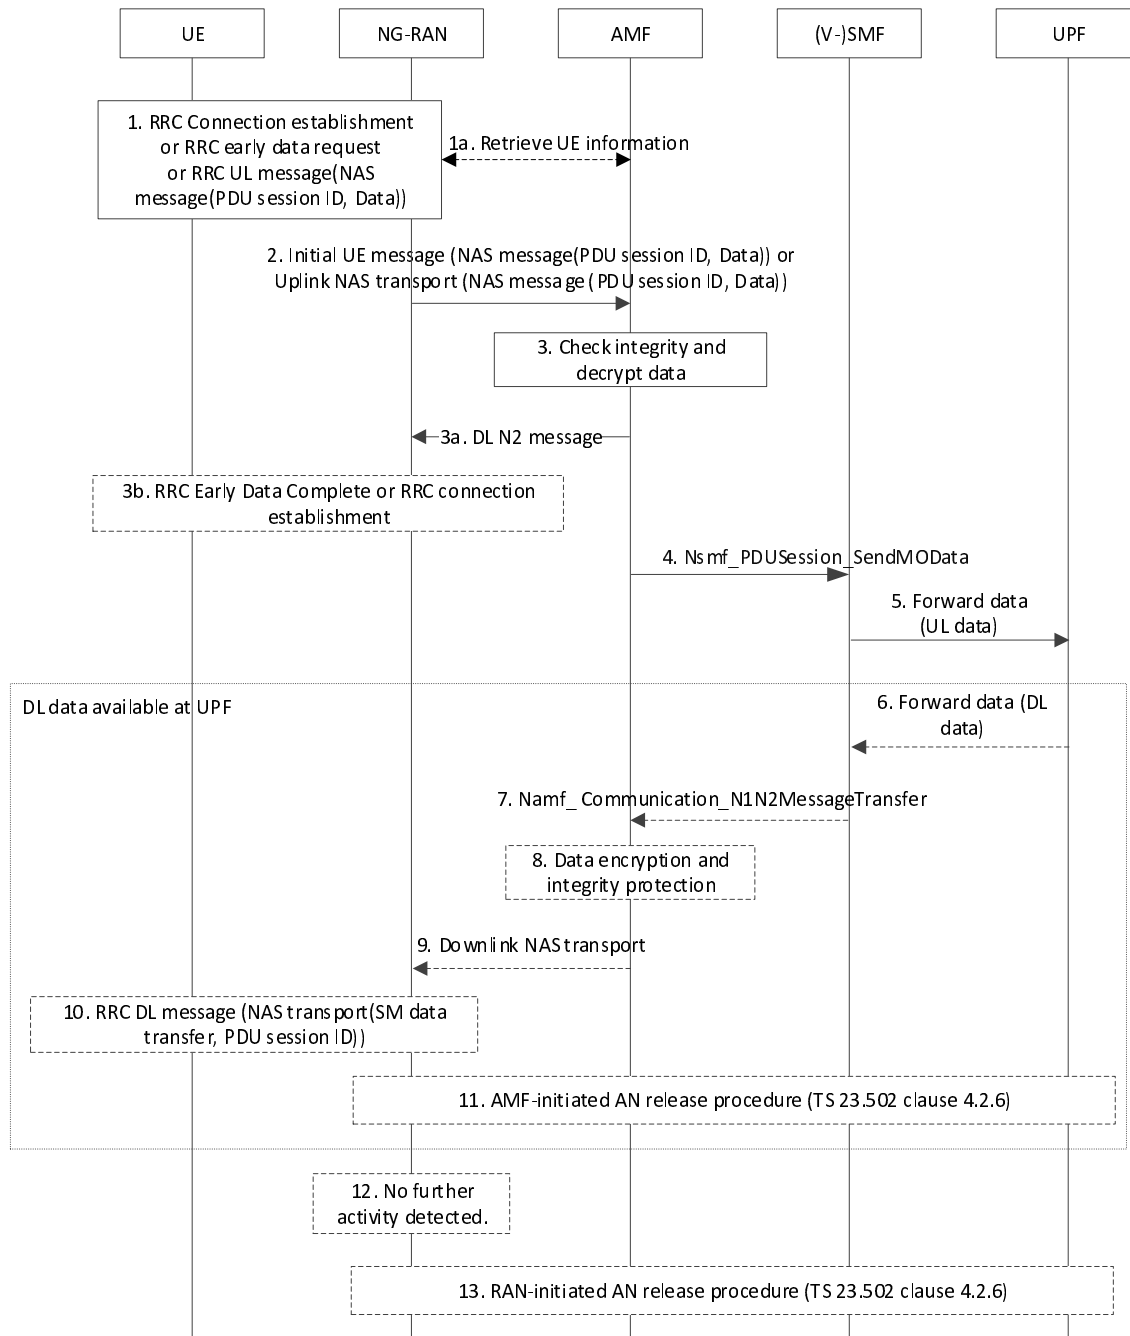 UE
NG-RAN
AMF
(V-)SMF
UPF
1. RRC Connection establishment
or RRC early data request
or RRC UL message(NAS
message(PDU session ID, Data))
1a. Retrieve UE information
2. Initial UE message (NAS message(PDU session ID, Data)) or
Uplink NAS transport (NAS message (PDU session ID, Data))
3. Check integrity and
decrypt data
3a. DL N2 message
3b. RRC Early Data Complete or RRC connection
establishment
4. Nsmf_PDUSession_SendMOData
5. Forward data
(UL data)
DL data available at UPF
6. Forward data (DL
data)
7. Namf_ Communication_N1N2MessageTransfer
8. Data encryption and
integrity protection
9. Downlink NAS transport
10. RRC DL message (NAS transport(SM data
transfer, PDU session ID))
11. AMF-initiated AN release procedure (TS 23.502 clause 4.2.6)
12. No further
activity detected.
13. RAN-initiated AN release procedure (TS 23.502 clause 4.2.6)